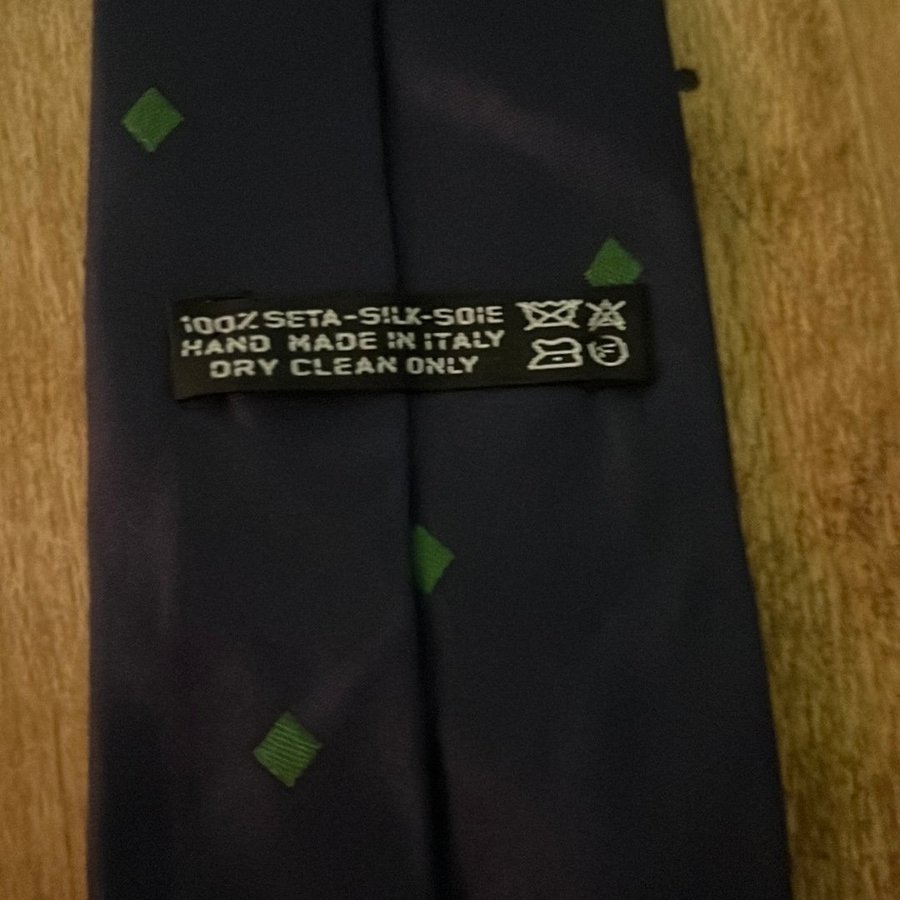 100% SETA-SILK-SOIE
HAND MADE IN ITALY
DRY CLEAN ONLY